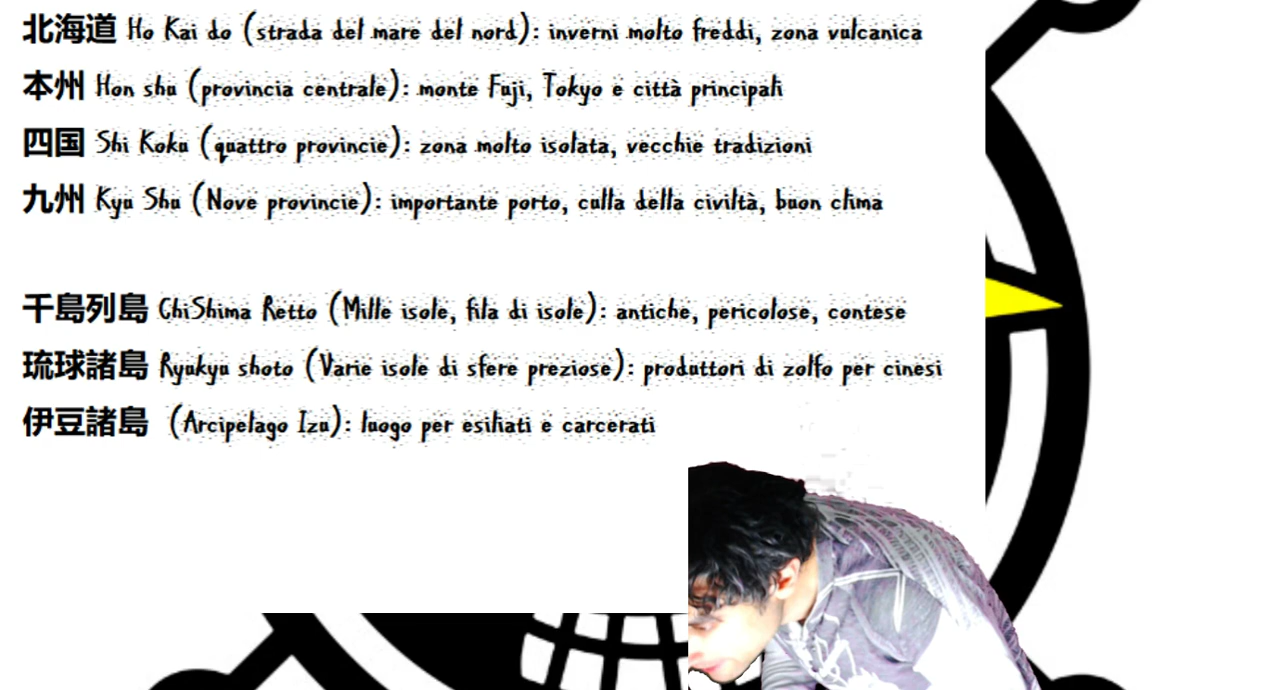 北海道 Ho Kai do (strada del mare del nord): inverni molto freddi, zona vulcanica
本州 Hon shu (provincia centrale): monte Fuji, Tokyo e città principali
四国 Shi Koku (quattro provincie): zona molto isolata, vecchie tradizioni
九州 Kyu Shu (Nove provincie): importante porto, culla della civiltà, buon clima
千島列島 ChiShima Retto (Mille isole, fila di isole): antiche, pericolose, contese
琉球諸島 Ryukyu shoto (Varie isole di sfere preziose): produttori di zolfo per cinesi
伊豆諸島 (Arcipelago Izu): luogo per esiliati e carcerati